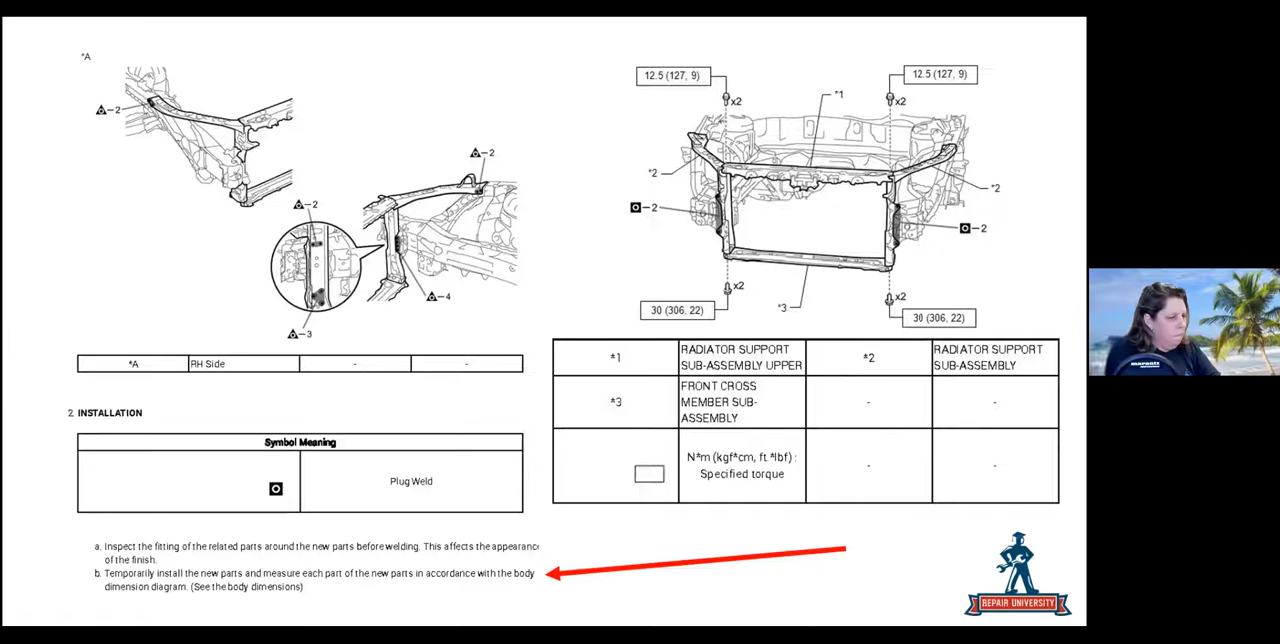 *A
△-2
△-2
△-2
△-4
△-3
*A RH Side - -
2. INSTALLATION
Symbol Meaning
Plug Weld
a. Inspect the fitting of the related parts around the new parts before welding. This affects the appearance
of the finish.
b. Temporarily install the new parts and measure each part of the new parts in accordance with the body
dimension diagram. (See the body dimensions)
12.5 (127, 9)
12.5 (127, 9)
x2
x2
*1
*2
*2
-2
-2
x2
x2
30 (306, 22)
*3
30 (306, 22)
*1 RADIATOR SUPPORT
SUB-ASSEMBLY UPPER
*2 RADIATOR SUPPORT
SUB-ASSEMBLY
*3 FRONT CROSS
MEMBER SUB-
ASSEMBLY
- -
N*m (kgf*cm, ft.*lbf) :
Specified torque
- -
REPAIR UNIVERSITY
marantz